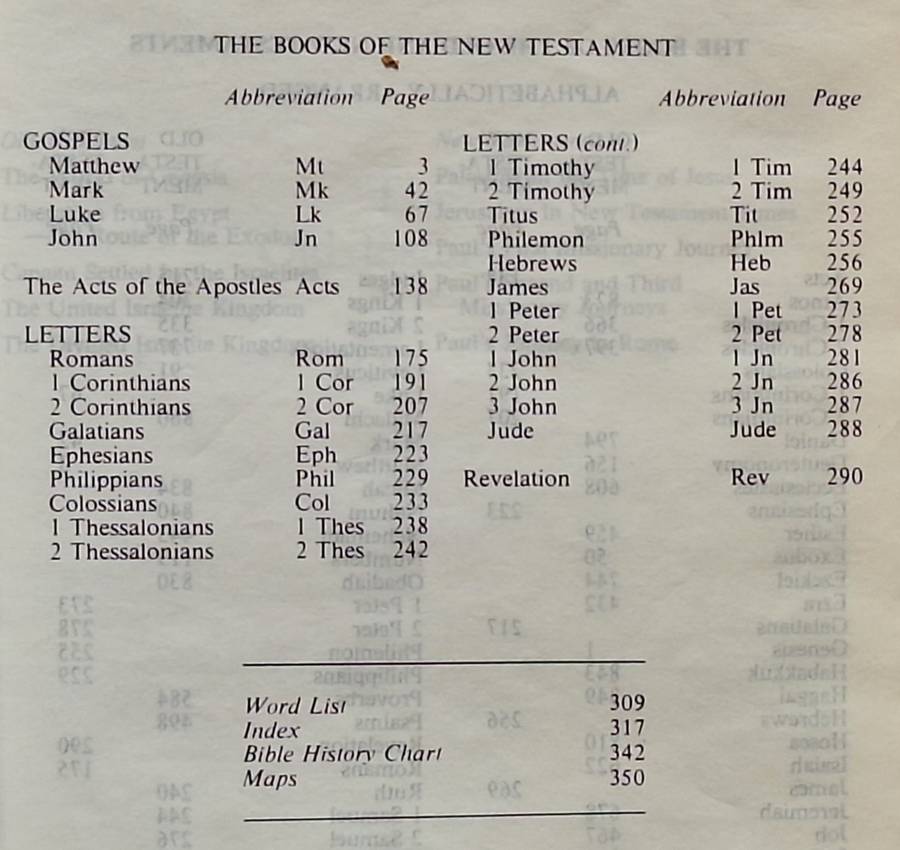 THE BOOKS OF THE NEW TESTAMENT
Abbreviation Page
GOSPELS
Matthew Mt 3
Mark Mk 42
Luke Lk 67
John Jn 108
The Acts of the Apostles Acts 138
LETTERS
Romans Rom 175
1 Corinthians 1 Cor 191
2 Corinthians 2 Cor 207
Galatians Gal 217
Ephesians Eph 223
Philippians Phil 229
Colossians Col 233
1 Thessalonians 1 Thes 238
2 Thessalonians 2 Thes 242
Abbreviation Page
LETTERS (cont.)
1 Timothy 1 Tim 244
2 Timothy 2 Tim 249
Titus Tit 252
Philemon Phlm 255
Hebrews Heb 256
James Jas 269
1 Peter 1 Pet 273
2 Peter 2 Pet 278
1 John 1 Jn 281
2 John 2 Jn 286
3 John 3 Jn 287
Jude Jude 288
Revelation Rev 290
Word List 309
Index 317
Bible History Chart 342
Maps 350